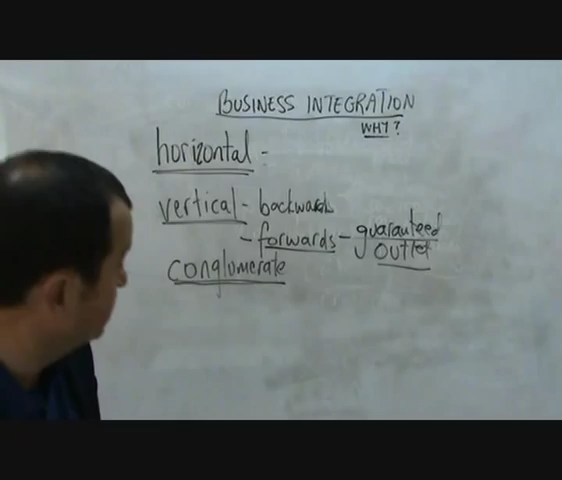 BUSINESS INTEGRATION
WHY?
horizontal -
vertical - backwards
- forwards - guaranteed
OUTlet
conglomerate